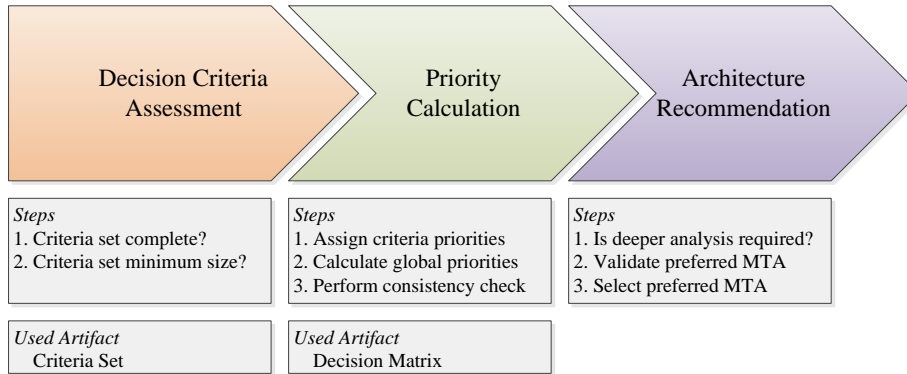 Decision Criteria
Assessment
Priority
Calculation
Architecture
Recommendation
Steps
1. Criteria set complete?
2. Criteria set minimum size?
Steps
1. Assign criteria priorities
2. Calculate global priorities
3. Perform consistency check
Steps
1. Is deeper analysis required?
2. Validate preferred MTA
3. Select preferred MTA
Used Artifact
Criteria Set
Used Artifact
Decision Matrix